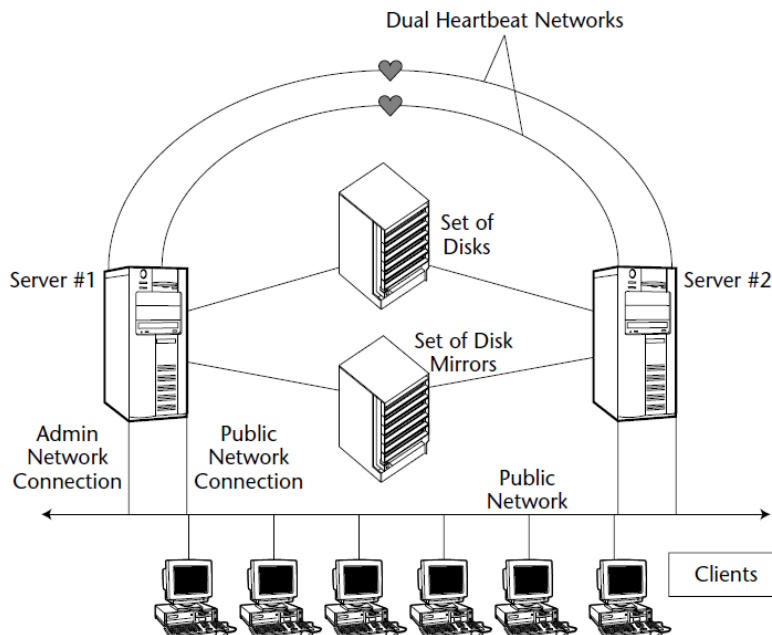 Dual Heartbeat Networks
Set of
Disks
Server #1
Server #2
Set of Disk
Mirrors
Admin
Network
Connection
Public
Network
Connection
Public
Network
Clients